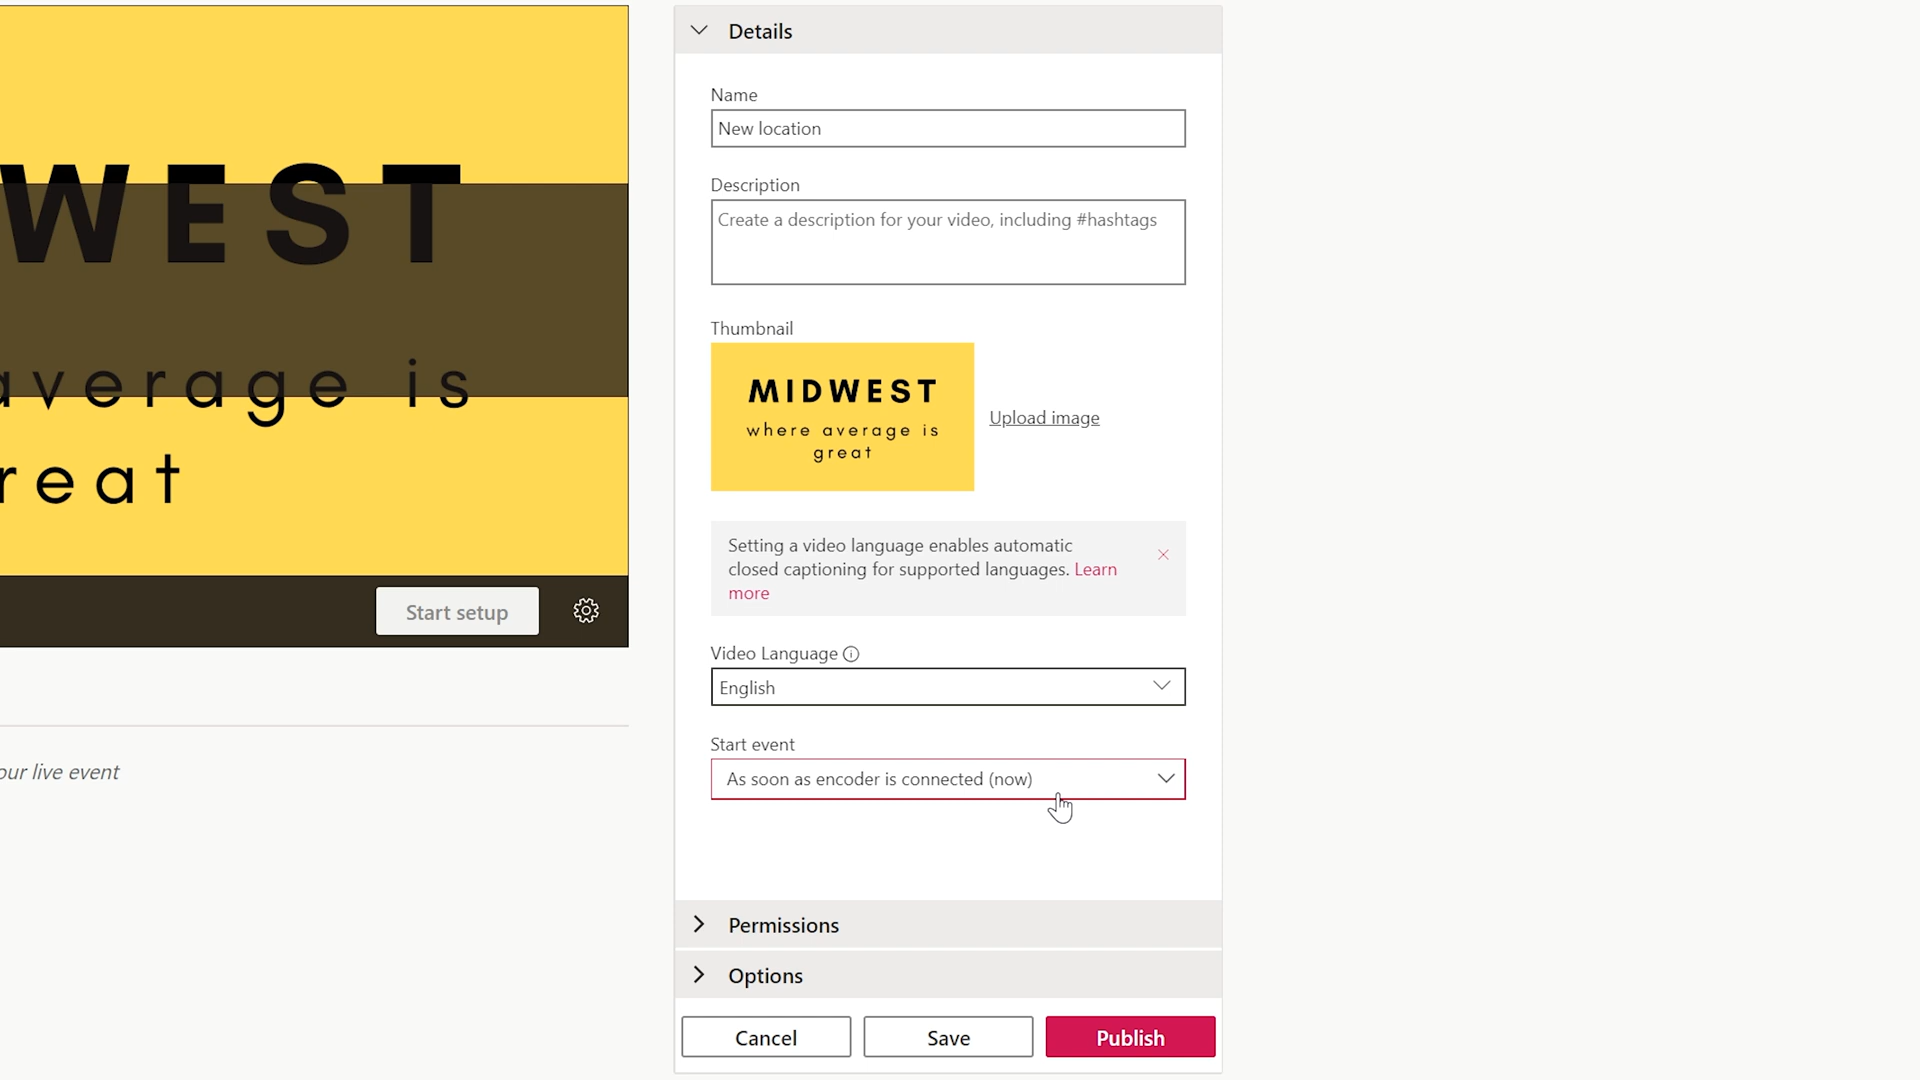 WEST
average is
reat
Start setup
our live event
Details
Name
New location
Description
Create a description for your video, including #hashtags
Thumbnail
MIDWEST
where average is
great
Upload image
Setting a video language enables automatic
closed captioning for supported languages. Learn
more
Video Language
English
Start event
As soon as encoder is connected (now)
Permissions
Options
Cancel
Save
Publish